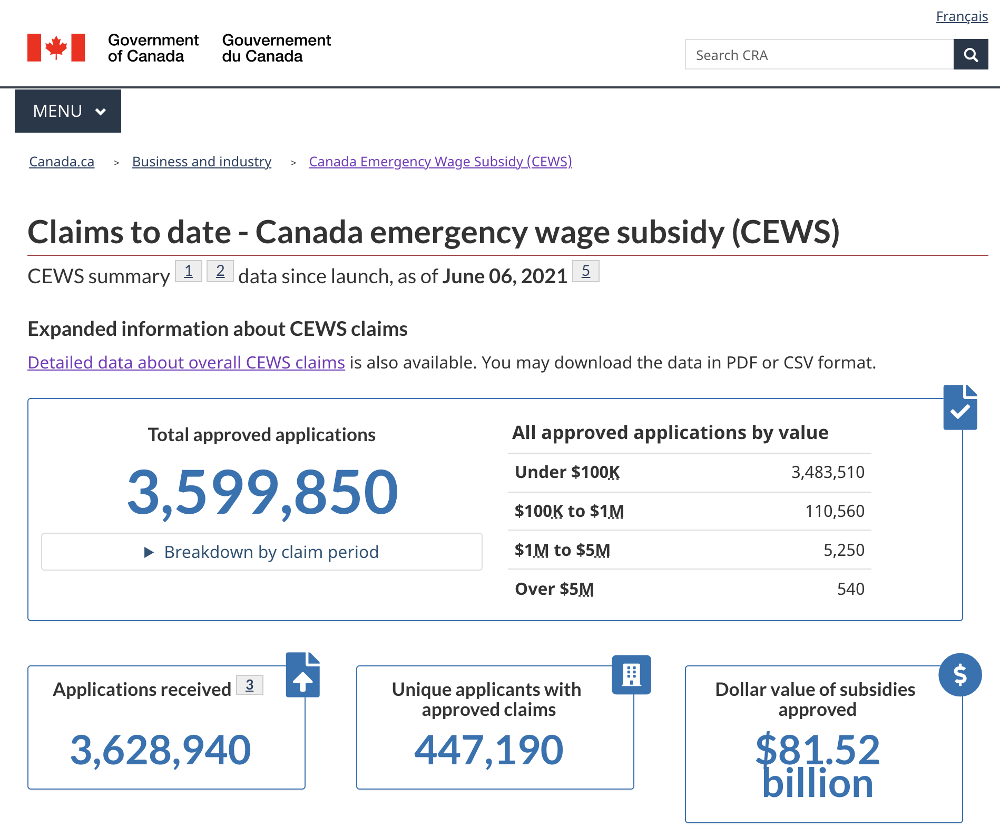 Français
Government
of Canada
Gouvernement
du Canada
Search CRA
MENU
Canada.ca > Business and industry > Canada Emergency Wage Subsidy (CEWS)
Claims to date - Canada emergency wage subsidy (CEWS)
CEWS summary 1 2 data since launch, as of June 06, 2021 5
Expanded information about CEWS claims
Detailed data about overall CEWS claims is also available. You may download the data in PDF or CSV format.
Total approved applications
3,599,850
Breakdown by claim period
All approved applications by value
Under $100K 3,483,510
$100K to $1M 110,560
$1M to $5M 5,250
Over $5M 540
Applications received 3
3,628,940
Unique applicants with
approved claims
447,190
Dollar value of subsidies
approved
$81.52
billion